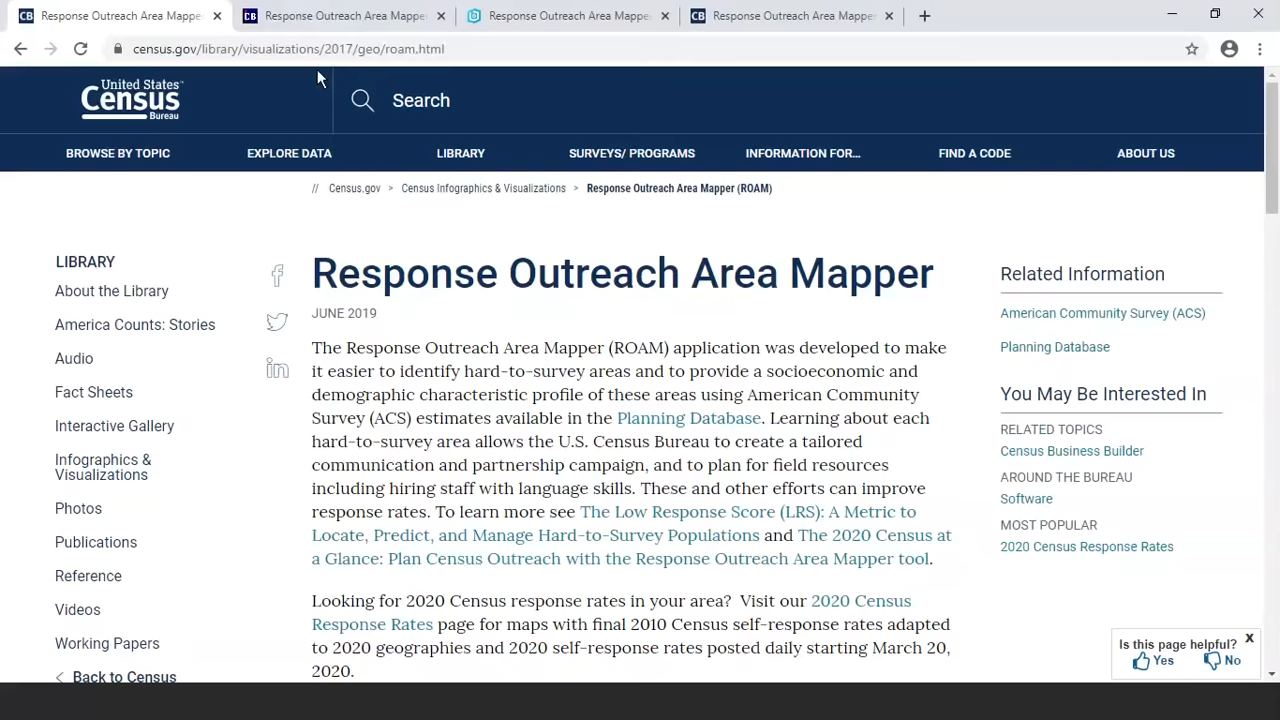 Response Outreach Area Mapper
Response Outreach Area Mapper
Response Outreach Area Mapper
Response Outreach Area Mapper
census.gov/library/visualizations/2017/geo/roam.html
United States
Census
Bureau
Search
BROWSE BY TOPIC
EXPLORE DATA
LIBRARY
SURVEYS/ PROGRAMS
INFORMATION FOR...
FIND A CODE
ABOUT US
// Census.gov > Census Infographics & Visualizations > Response Outreach Area Mapper (ROAM)
LIBRARY
About the Library
America Counts: Stories
Audio
Fact Sheets
Interactive Gallery
Infographics &
Visualizations
Photos
Publications
Reference
Videos
Working Papers
< Back to Census
Response Outreach Area Mapper
JUNE 2019
The Response Outreach Area Mapper (ROAM) application was developed to make
it easier to identify hard-to-survey areas and to provide a socioeconomic and
demographic characteristic profile of these areas using American Community
Survey (ACS) estimates available in the Planning Database. Learning about each
hard-to-survey area allows the U.S. Census Bureau to create a tailored
communication and partnership campaign, and to plan for field resources
including hiring staff with language skills. These and other efforts can improve
response rates. To learn more see The Low Response Score (LRS): A Metric to
Locate, Predict, and Manage Hard-to-Survey Populations and The 2020 Census at
a Glance: Plan Census Outreach with the Response Outreach Area Mapper tool.
Looking for 2020 Census response rates in your area? Visit our 2020 Census
Response Rates page for maps with final 2010 Census self-response rates adapted
to 2020 geographies and 2020 self-response rates posted daily starting March 20,
2020.
Related Information
American Community Survey (ACS)
Planning Database
You May Be Interested In
RELATED TOPICS
Census Business Builder
AROUND THE BUREAU
Software
MOST POPULAR
2020 Census Response Rates
Is this page helpful? X
Yes No